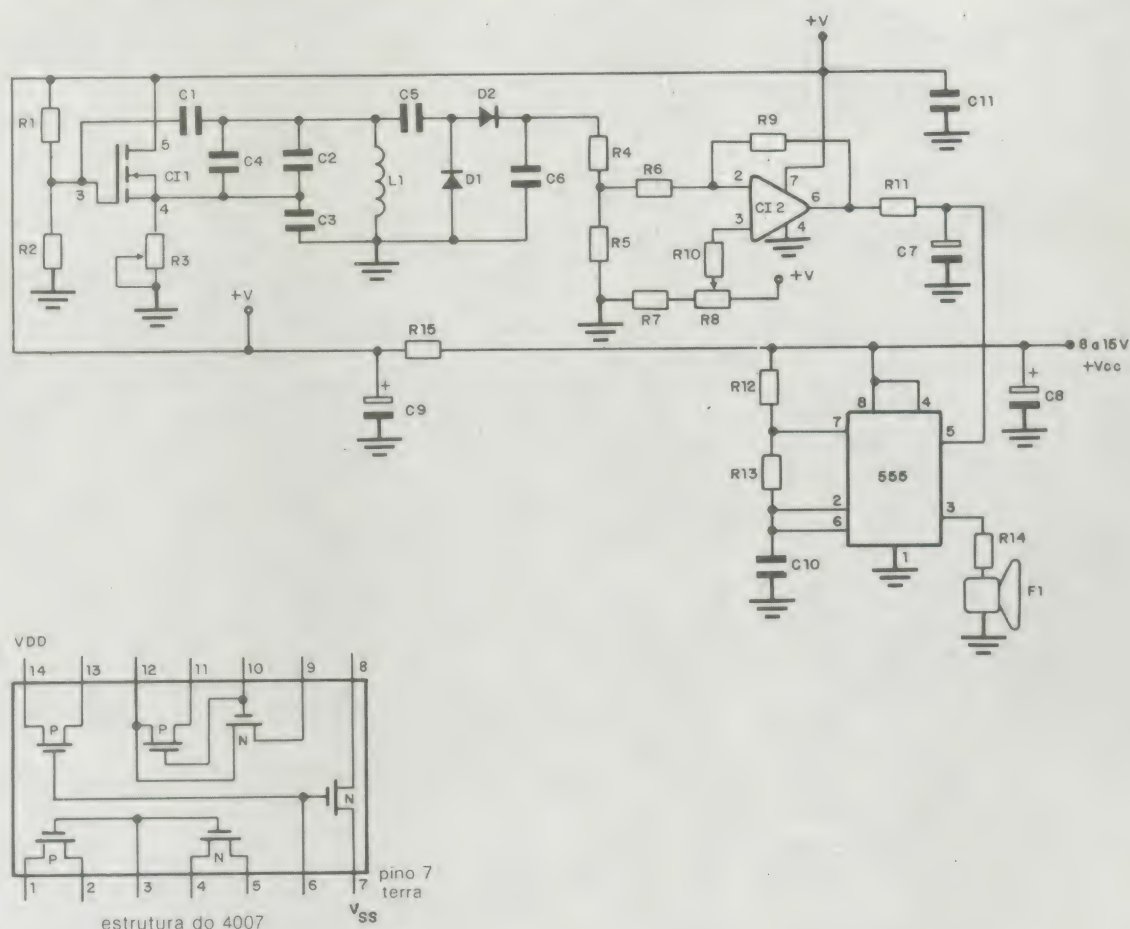 +V
C11
R1
C1
C5
D2
R9
5
C4
C2
R4
R6
2
7
6
R11
3
CI1
L1
D1
C6
CI2
4
C3
3
4
R2
R3
R5
R10
C7
+V
+V
R7
R8
R15
8 a 15V
+Vcc
+
C9
R12
8
4
+
C8
7
5
R13
555
2
3
6
R14
C10
1
F1
VDD
14
13
12
11
10
9
8
P
P
N
N
P
N
1
2
3
4
5
6
7
pino 7
terra
VSS
estrutura do 4007